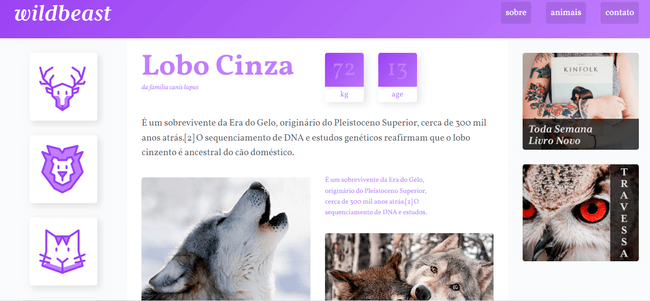 wildbeast
sobre
animais
contato
Lobo Cinza
da família canis lupus
72
kg
13
age
É um sobrevivente da Era do Gelo, originário do Pleistoceno Superior, cerca de 300 mil
anos atrás.[2]O sequenciamento de DNA e estudos genéticos reafirmam que o lobo
cinzento é ancestral do cão doméstico.
É um sobrevivente da Era do Gelo,
originário do Pleistoceno Superior,
cerca de 300 mil anos atrás.[2]O
sequenciamento de DNA e estudos.
KINFOLK
Toda Semana
Livro Novo
TRAVESSA